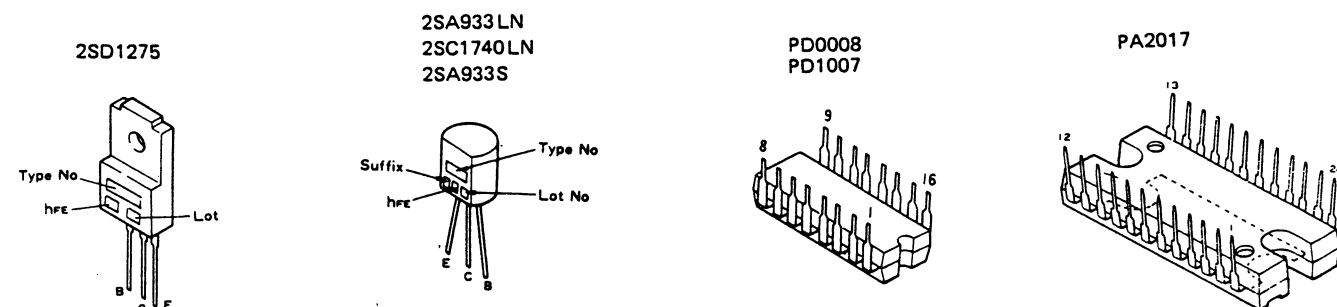 2SD1275
Type No
hFE
Lot
B
C
E
2SA933LN
2SC1740LN
2SA933S
Suffix
Type No
hFE
Lot No
E
C
B
PD0008
PD1007
9
8
16
1
PA2017
13
12